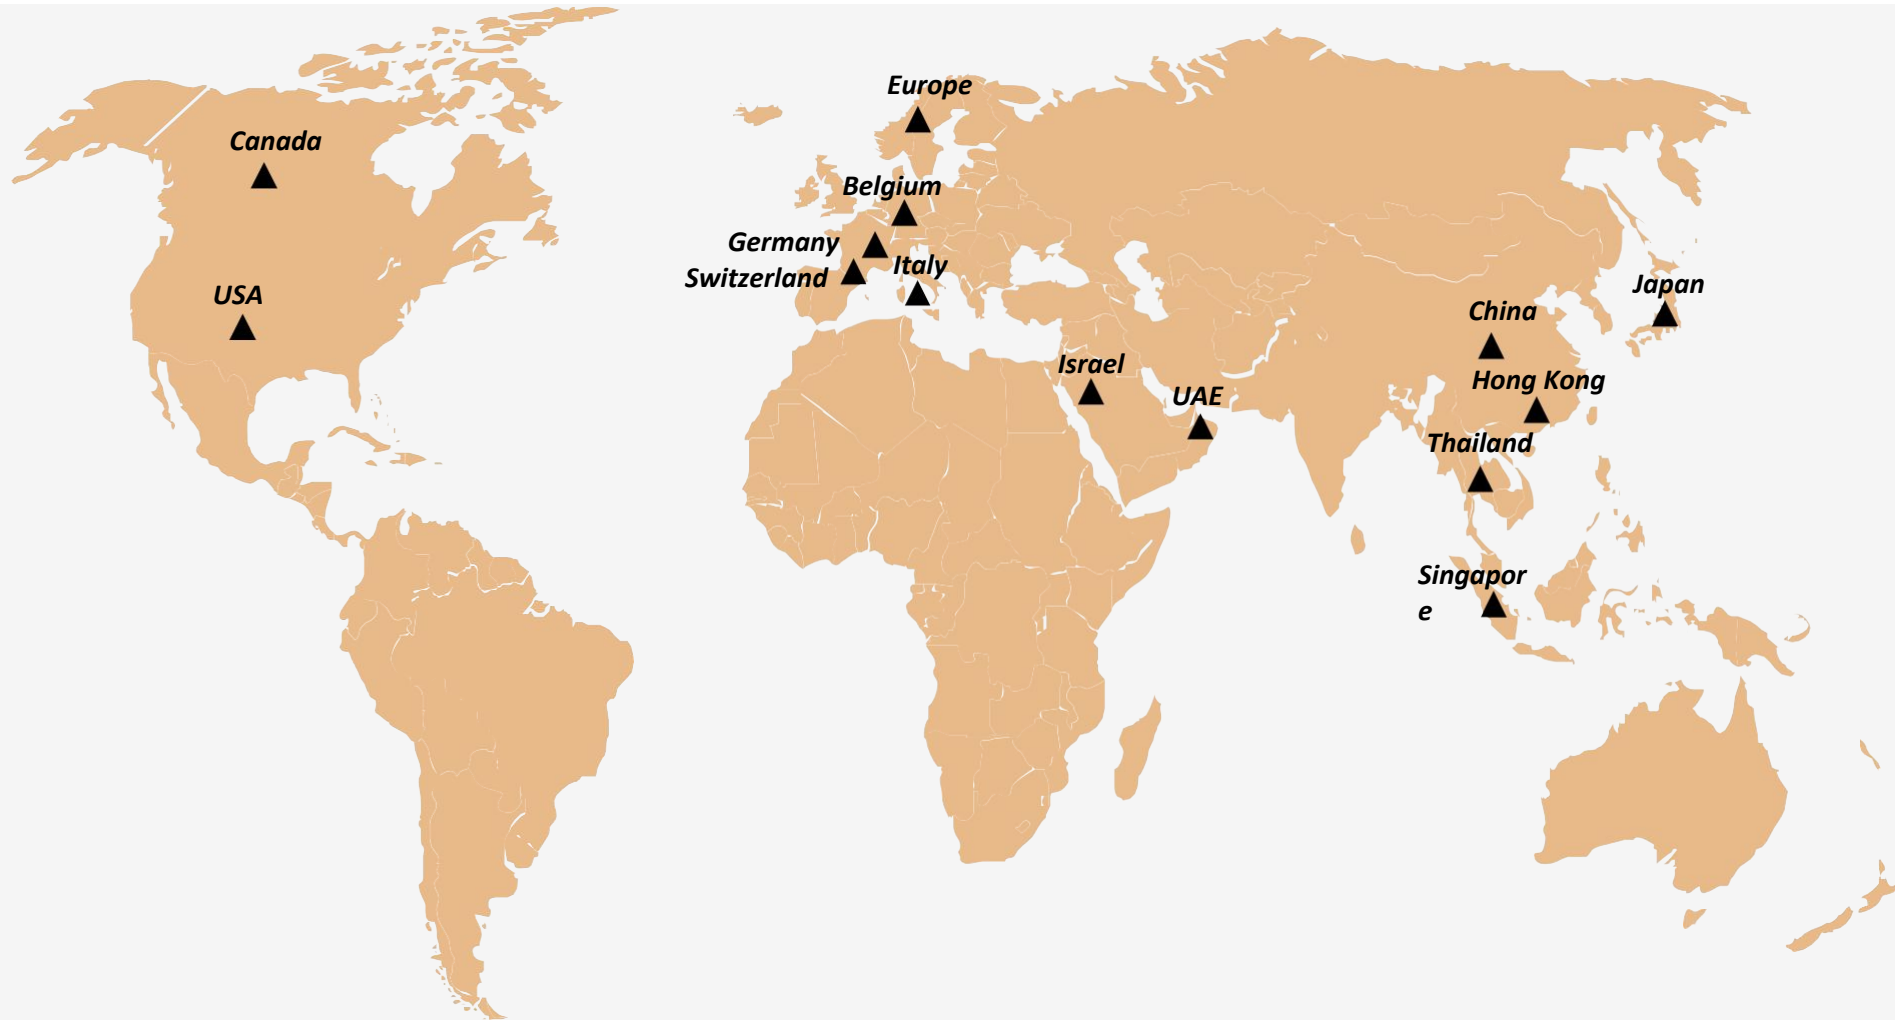 Europe
Canada
Belgium
Germany
Italy
Switzerland
USA
Japan
China
Israel
Hong Kong
UAE
Thailand
Singapor
e